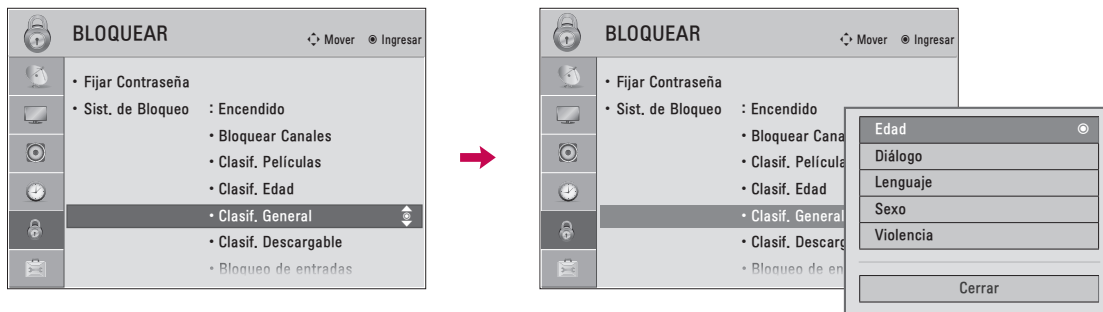 BLOQUEAR
Mover Ingresar
• Fijar Contraseña
• Sist. de Bloqueo : Encendido
• Bloquear Canales
• Clasif. Películas
• Clasif. Edad
• Clasif. General
• Clasif. Descargable
• Bloqueo de entradas
BLOQUEAR
Mover Ingresar
• Fijar Contraseña
• Sist. de Bloqueo : Encendido
• Bloquear Cana
• Clasif. Película
• Clasif. Edad
• Clasif. General
• Clasif. Descarg
• Bloqueo de en
Edad
Diálogo
Lenguaje
Sexo
Violencia
Cerrar